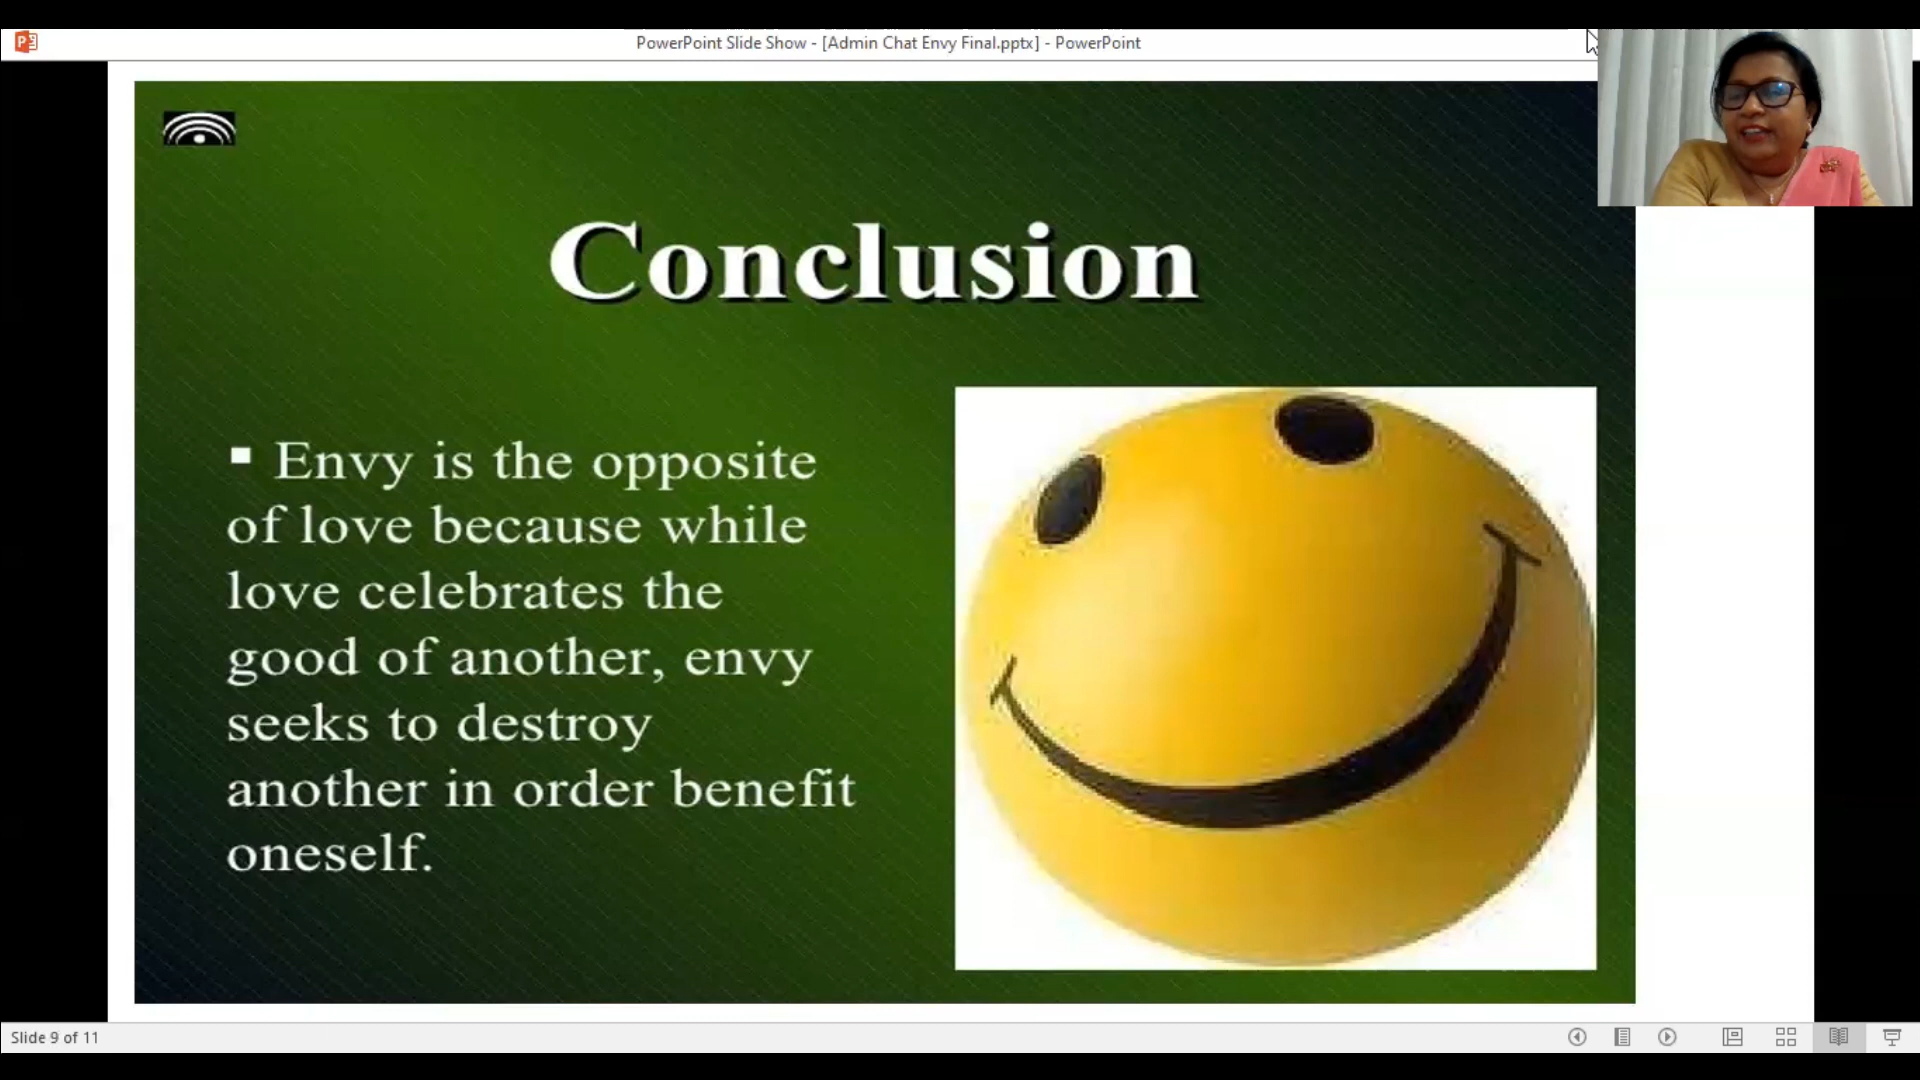 PowerPoint Slide Show - [Admin Chat Envy Final.pptx] - PowerPoint
Conclusion
▪ Envy is the opposite
of love because while
love celebrates the
good of another, envy
seeks to destroy
another in order benefit
oneself.
Slide 9 of 11